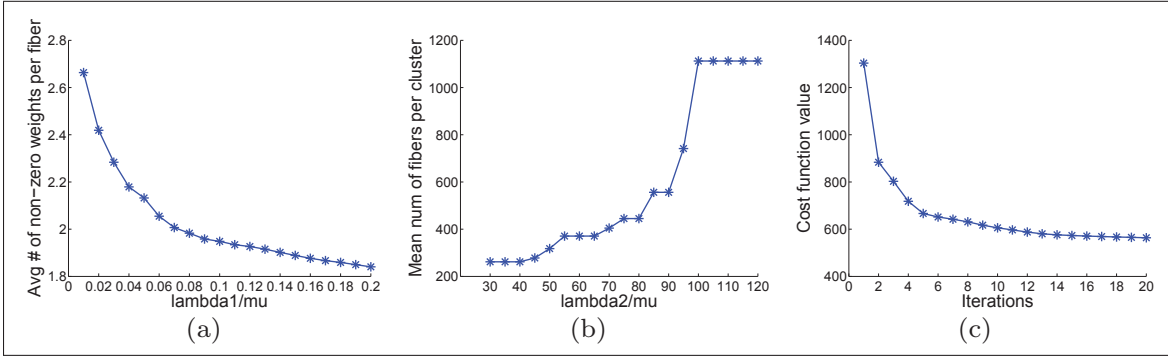 Avg # of non−zero weights per fiber
2.8
2.6
2.4
2.2
2
1.8
0 0.02 0.04 0.06 0.08 0.1 0.12 0.14 0.16 0.18 0.2
lambda1/mu
(a)
Mean num of fibers per cluster
1200
1000
800
600
400
200
30 40 50 60 70 80 90 100 110 120
lambda2/mu
(b)
Cost function value
1400
1200
1000
800
600
400
0 2 4 6 8 10 12 14 16 18 20
Iterations
(c)